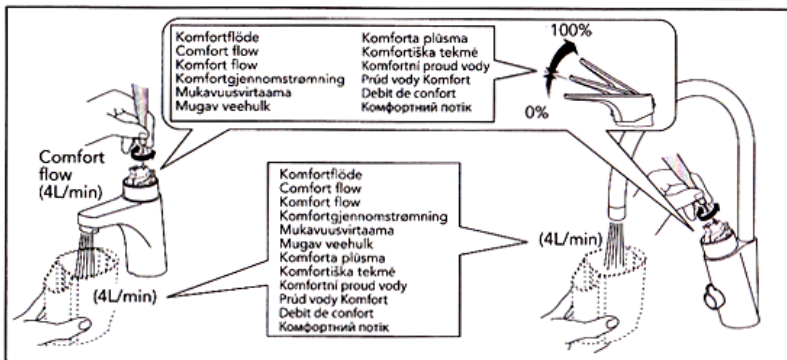 Komfortflöde
Comfort flow
Komfort flow
Komfortgjennomstrømning
Mukavuusvirtaama
Mugav veehulk
Komforta plūsma
Komfortiška tekmé
Komfortní proud vody
Prúd vody Komfort
Debit de confort
Комфортний потік
100%
0%
Comfort
flow
(4L/min)
(4L/min)
Komfortflöde
Comfort flow
Komfort flow
Komfortgjennomstrømning
Mukavuusvirtaama
Mugav veehulk
Komforta plūsma
Komfortiška tekmé
Komfortní proud vody
Prúd vody Komfort
Debit de confort
Комфортний потік
(4L/min)